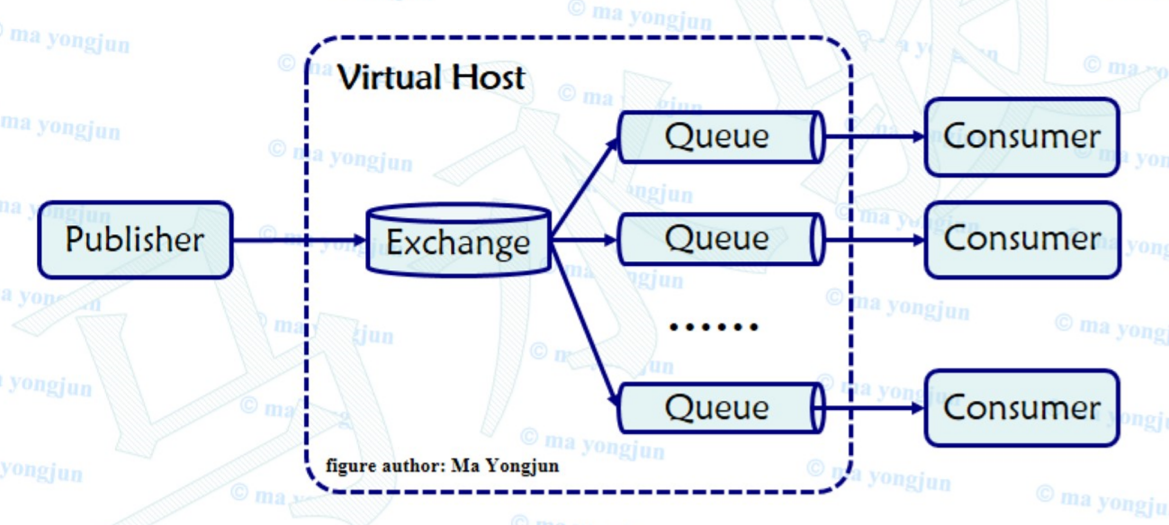 Virtual Host
Publisher
Exchange
Queue
Consumer
Queue
Consumer
......
Queue
Consumer
figure author: Ma Yongjun
© ma yongjun